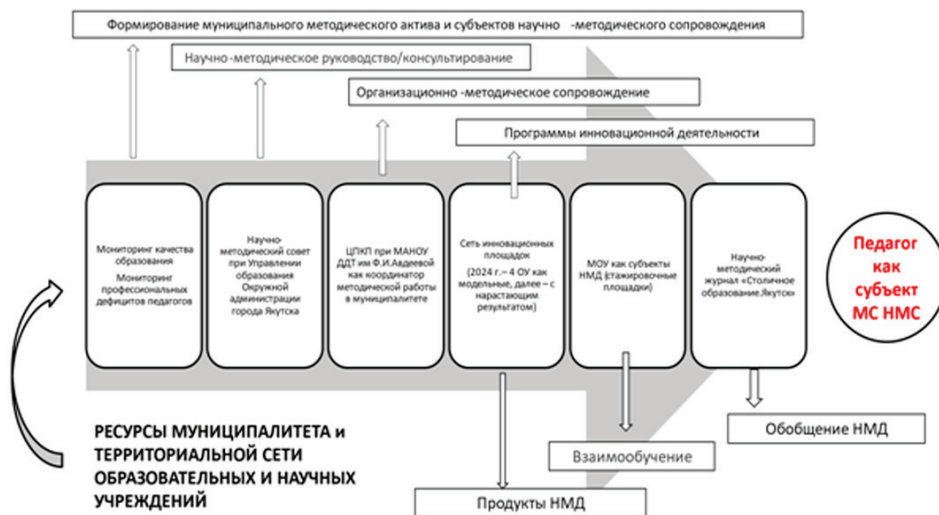 Формирование муниципального методического актива и субъектов научно -методического сопровождения
Научно-методическое руководство/консультирование
Организационно -методическое сопровождение
Программы инновационной деятельности
Мониторинг качества
образования
Мониторинг
профессиональных
дефицитов педагогов
Научно-
методический совет
при Управлении
образования
Окружной
администрации
города Якутска
ЦПКП при МАНОУ
ДДТ им Ф.И.Авдеевой
как координатор
методической работы
в муниципалитете
Сеть инновационных
площадок
(2024 г.– 4 ОУ как
модельные, далее – с
нарастающим
результатом)
МОУ как субъекты
НМД (стажировочные
площадки)
Научно-
методический
журнал «Столичное
образование.Якутск»
Педагог
как
субъект
МС НМС
РЕСУРСЫ МУНИЦИПАЛИТЕТА и
ТЕРРИТОРИАЛЬНОЙ СЕТИ
ОБРАЗОВАТЕЛЬНЫХ И НАУЧНЫХ
УЧРЕЖДЕНИЙ
Обобщение НМД
Взаимообучение
Продукты НМД